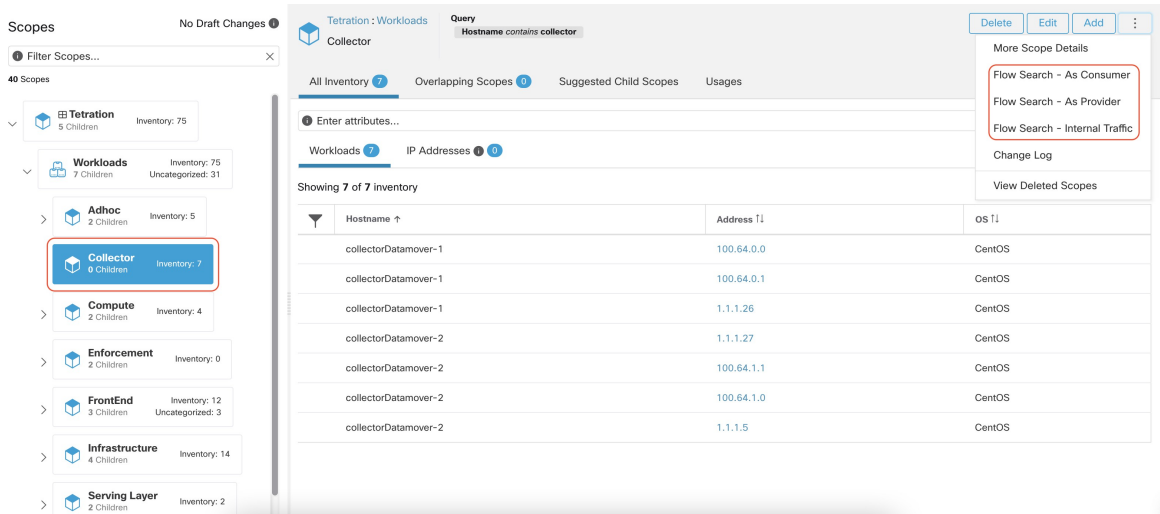 Scopes
No Draft Changes
Filter Scopes...
40 Scopes
Tetration
5 Children
Inventory: 75
Workloads
7 Children
Inventory: 75
Uncategorized: 31
Adhoc
2 Children
Inventory: 5
Collector
0 Children
Inventory: 7
Compute
2 Children
Inventory: 4
Enforcement
2 Children
Inventory: 0
FrontEnd
3 Children
Inventory: 12
Uncategorized: 3
Infrastructure
4 Children
Inventory: 14
Serving Layer
2 Children
Inventory: 2
Tetration : Workloads
Collector
Query
Hostname contains collector
Delete Edit Add
More Scope Details
Flow Search - As Consumer
Flow Search - As Provider
Flow Search - Internal Traffic
Change Log
View Deleted Scopes
All Inventory 7 Overlapping Scopes 0 Suggested Child Scopes Usages
Enter attributes...
Workloads 7 IP Addresses 0
Showing 7 of 7 inventory
Hostname ↑ Address ↑↓ OS ↑↓
collectorDatamover-1 100.64.0.0 CentOS
collectorDatamover-1 100.64.0.1 CentOS
collectorDatamover-1 1.1.1.26 CentOS
collectorDatamover-2 1.1.1.27 CentOS
collectorDatamover-2 100.64.1.1 CentOS
collectorDatamover-2 100.64.1.0 CentOS
collectorDatamover-2 1.1.1.5 CentOS